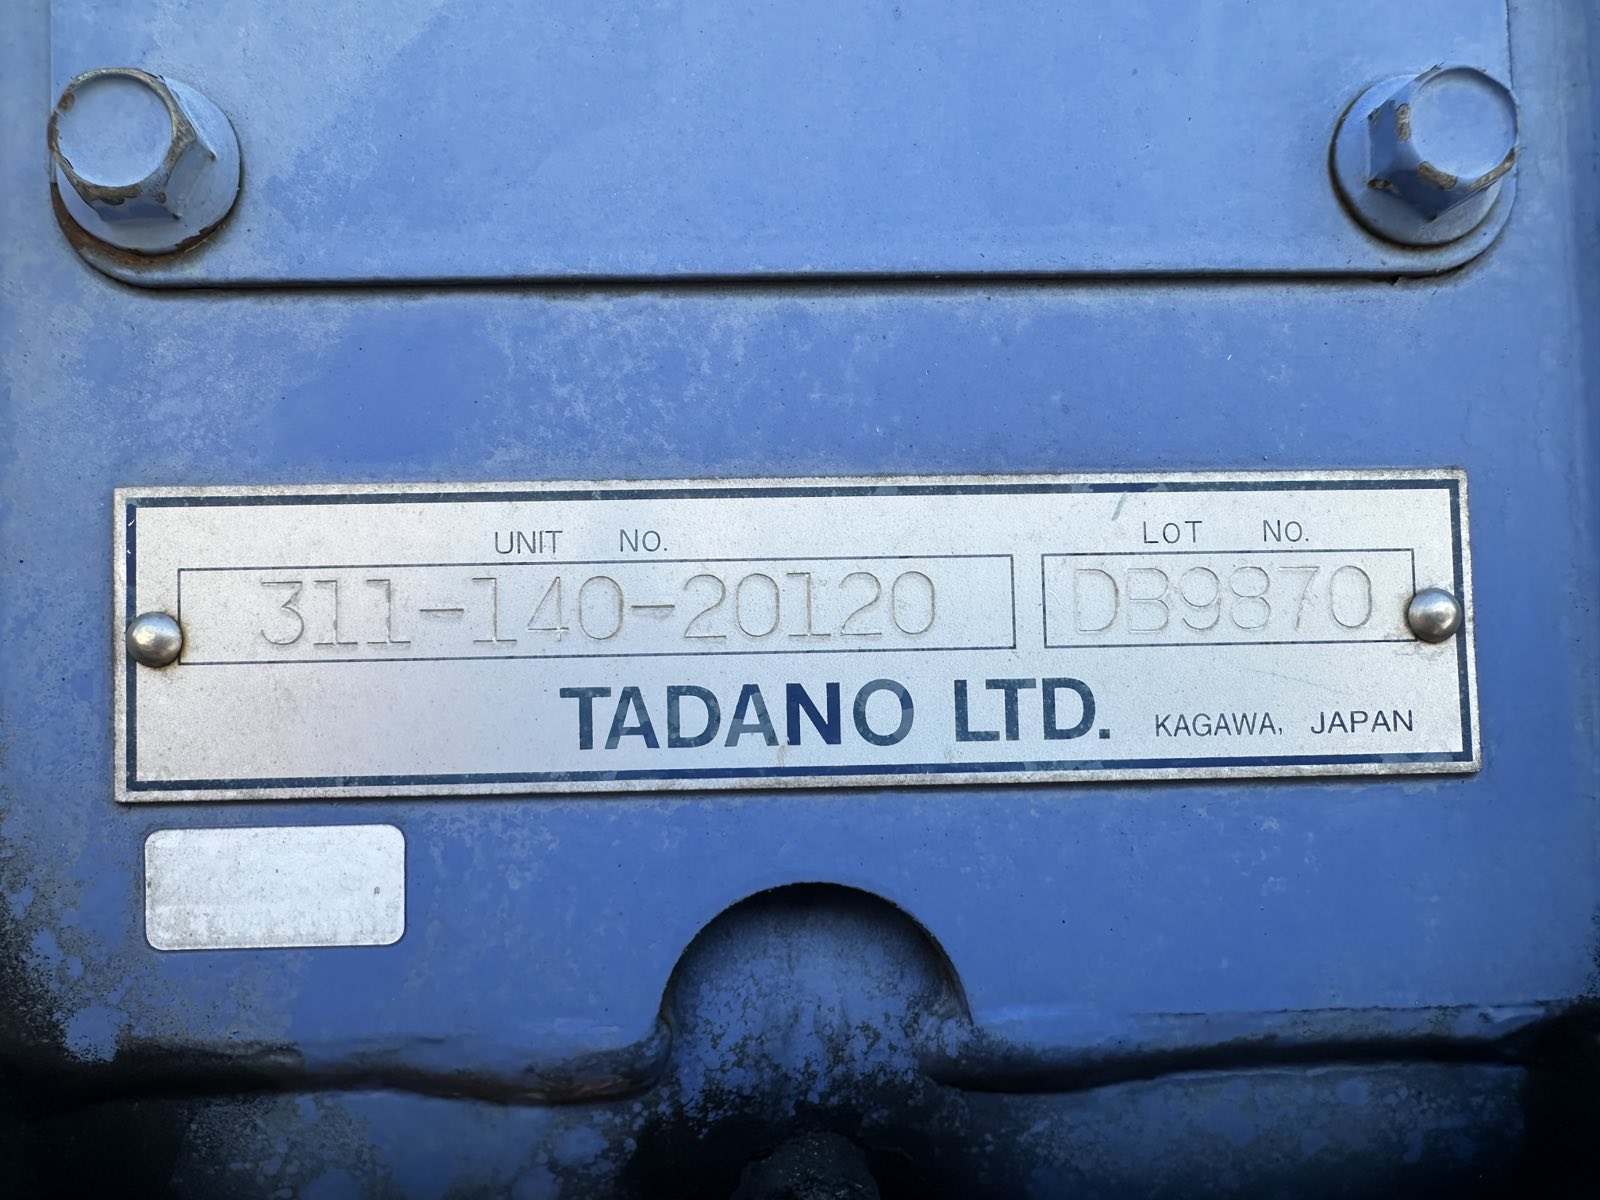 UNIT NO. LOT NO.
311-140-20120 DB9870
TADANO LTD. KAGAWA, JAPAN